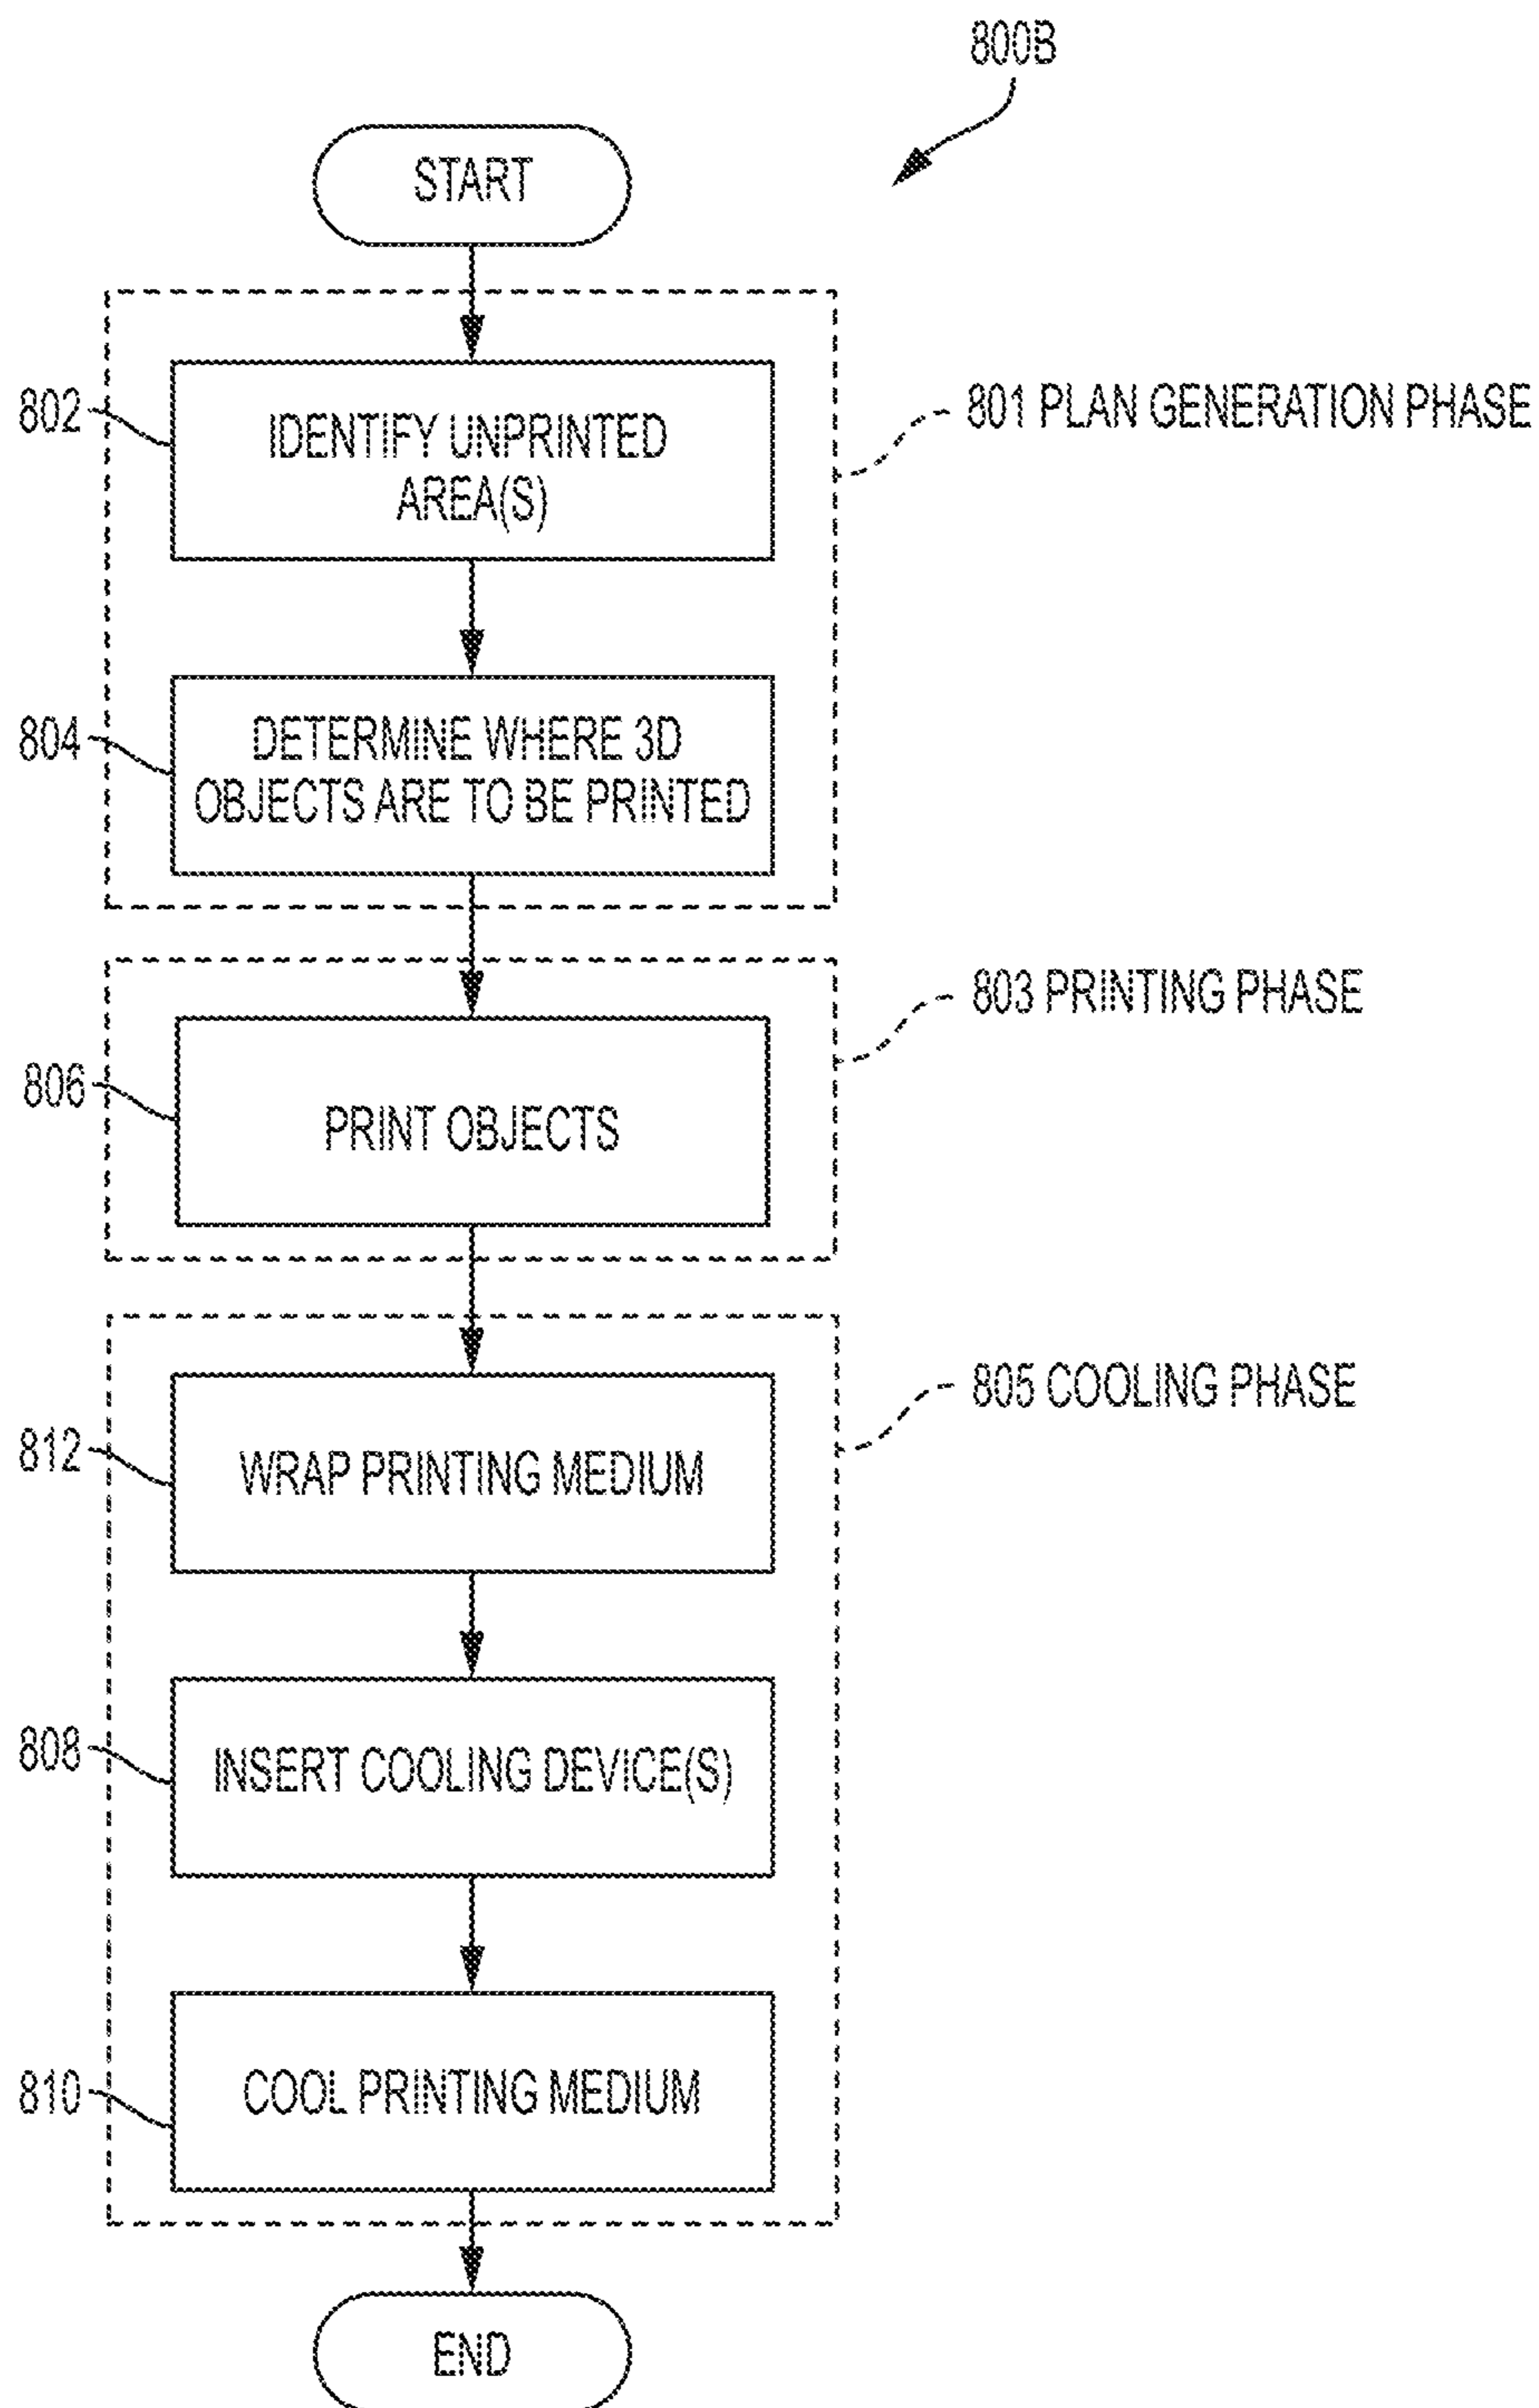 800B
START
802
IDENTIFY UNPRINTED
AREA(S)
801 PLAN GENERATION PHASE
804
DETERMINE WHERE 3D
OBJECTS ARE TO BE PRINTED
803 PRINTING PHASE
806
PRINT OBJECTS
805 COOLING PHASE
812
WRAP PRINTING MEDIUM
808
INSERT COOLING DEVICE(S)
810
COOL PRINTING MEDIUM
END